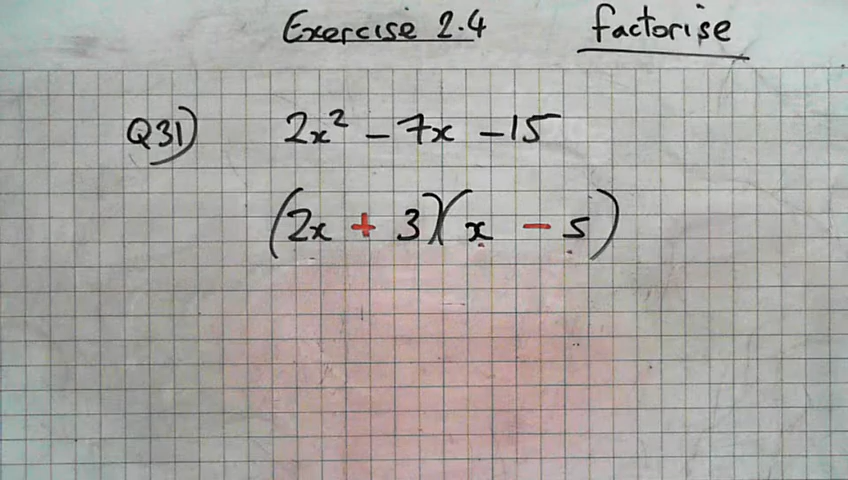 Exercise 2.4 factorise
Q31) 2x² - 7x - 15
(2x + 3)(x - 5)